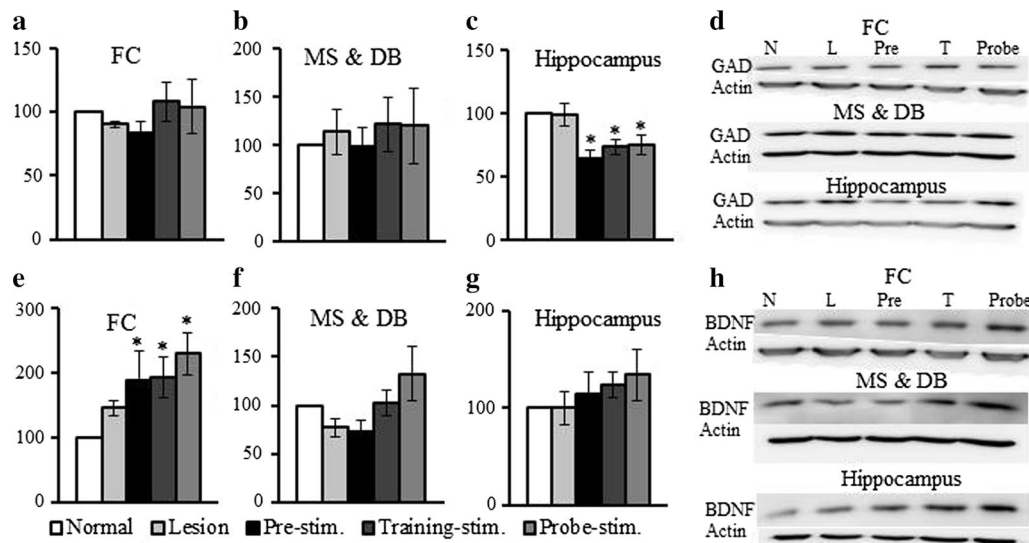 a
FC
150
100
50
0
b
MS & DB
200
150
100
50
0
c
Hippocampus
150
100
50
0
* * *
d
FC
N L Pre T Probe
GAD
Actin
MS & DB
GAD
Actin
Hippocampus
GAD
Actin
e
FC
300
200
100
0
* * *
f
MS & DB
200
150
100
50
0
g
Hippocampus
200
100
0
h
FC
N L Pre T Probe
BDNF
Actin
MS & DB
BDNF
Actin
Hippocampus
BDNF
Actin
Normal Lesion Pre-stim. Training-stim. Probe-stim.